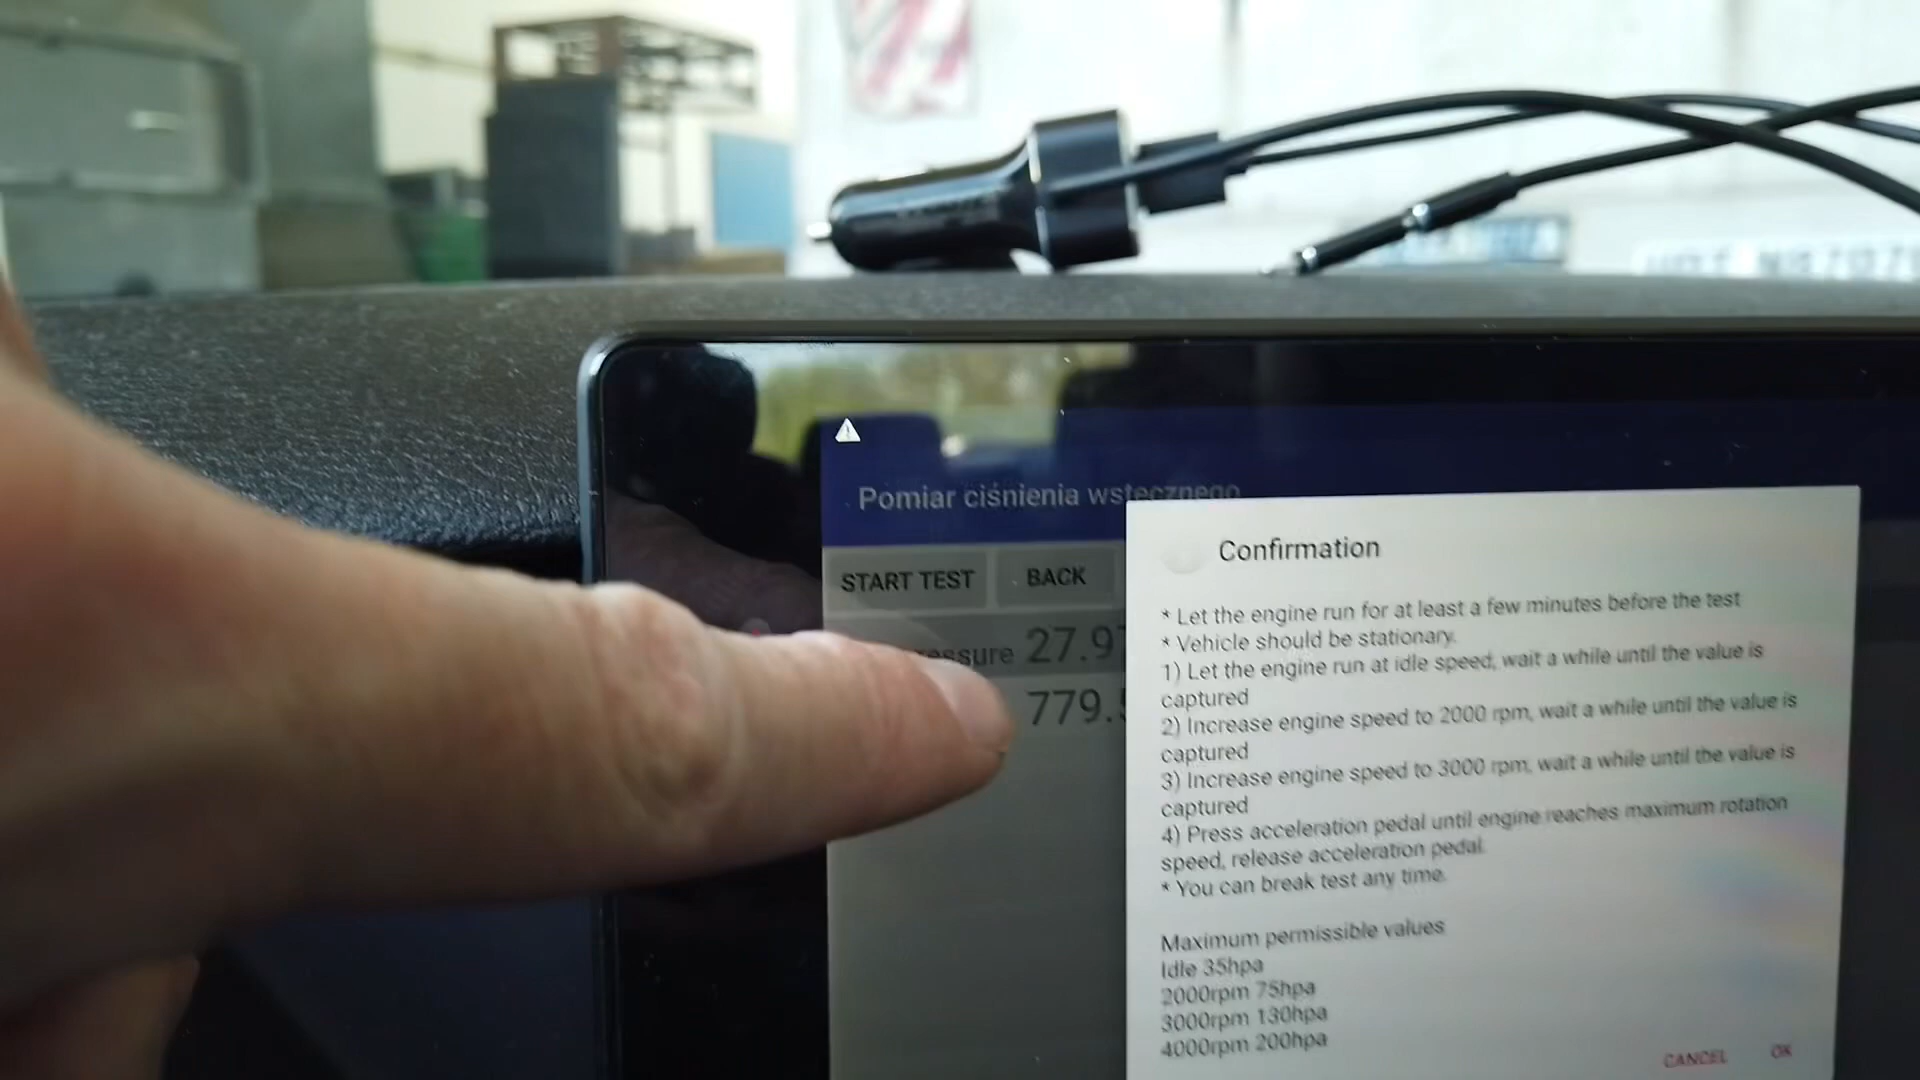 Pomiar ciśnienia wstecznego
START TEST
BACK
essure 27.97
779.
Confirmation
* Let the engine run for at least a few minutes before the test
* Vehicle should be stationary.
1) Let the engine run at idle speed, wait a while until the value is
captured
2) Increase engine speed to 2000 rpm, wait a while until the value is
captured
3) Increase engine speed to 3000 rpm, wait a while until the value is
captured
4) Press acceleration pedal until engine reaches maximum rotation
speed, release acceleration pedal.
* You can break test any time.
Maximum permissible values
Idle 35hpa
2000rpm 75hpa
3000rpm 130hpa
4000rpm 200hpa
CANCEL
OK